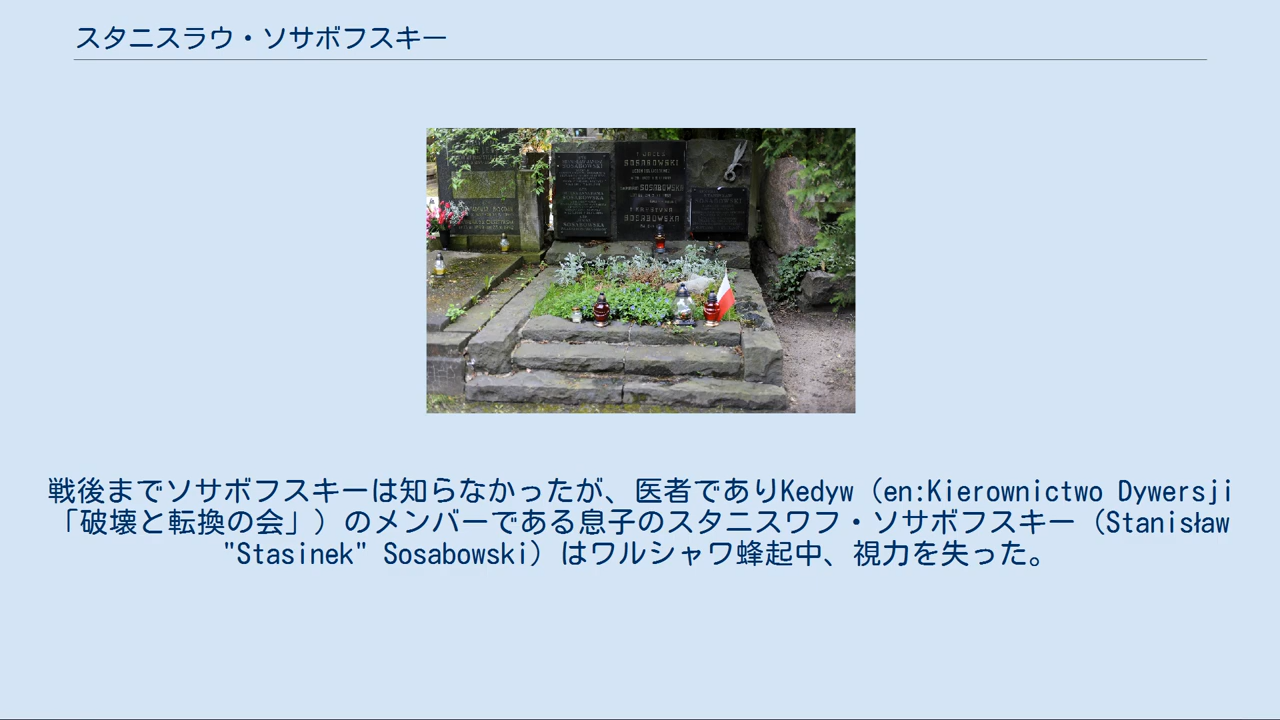 スタニスラウ・ソサボフスキー
SOSABOWSKI
SOSABOWSKI
SOSABOWSKA
戦後までソサボフスキーは知らなかったが、医者でありKedyw（en:Kierownictwo Dywersji
「破壊と転換の会」）のメンバーである息子のスタニスワフ・ソサボフスキー（Stanisław
"Stasinek" Sosabowski）はワルシャワ蜂起中、視力を失った。